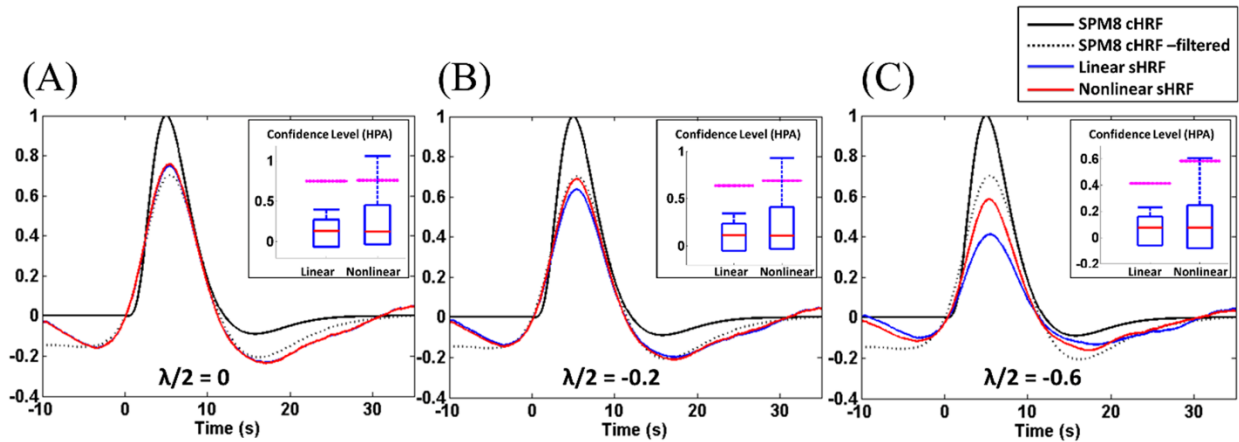 SPM8 cHRF
SPM8 cHRF –filtered
Linear sHRF
Nonlinear sHRF
(A)
1
0.8
0.6
0.4
0.2
0
-0.2
-0.4
-10
0
10
20
30
Time (s)
λ/2 = 0
Confidence Level (HPA)
1
0.5
0
Linear
Nonlinear
(B)
1
0.8
0.6
0.4
0.2
0
-0.2
-0.4
-10
0
10
20
30
Time (s)
λ/2 = -0.2
Confidence Level (HPA)
1
0.5
0
Linear
Nonlinear
(C)
1
0.8
0.6
0.4
0.2
0
-0.2
-0.4
-10
0
10
20
30
Time (s)
λ/2 = -0.6
Confidence Level (HPA)
0.6
0.4
0.2
0
-0.2
Linear
Nonlinear